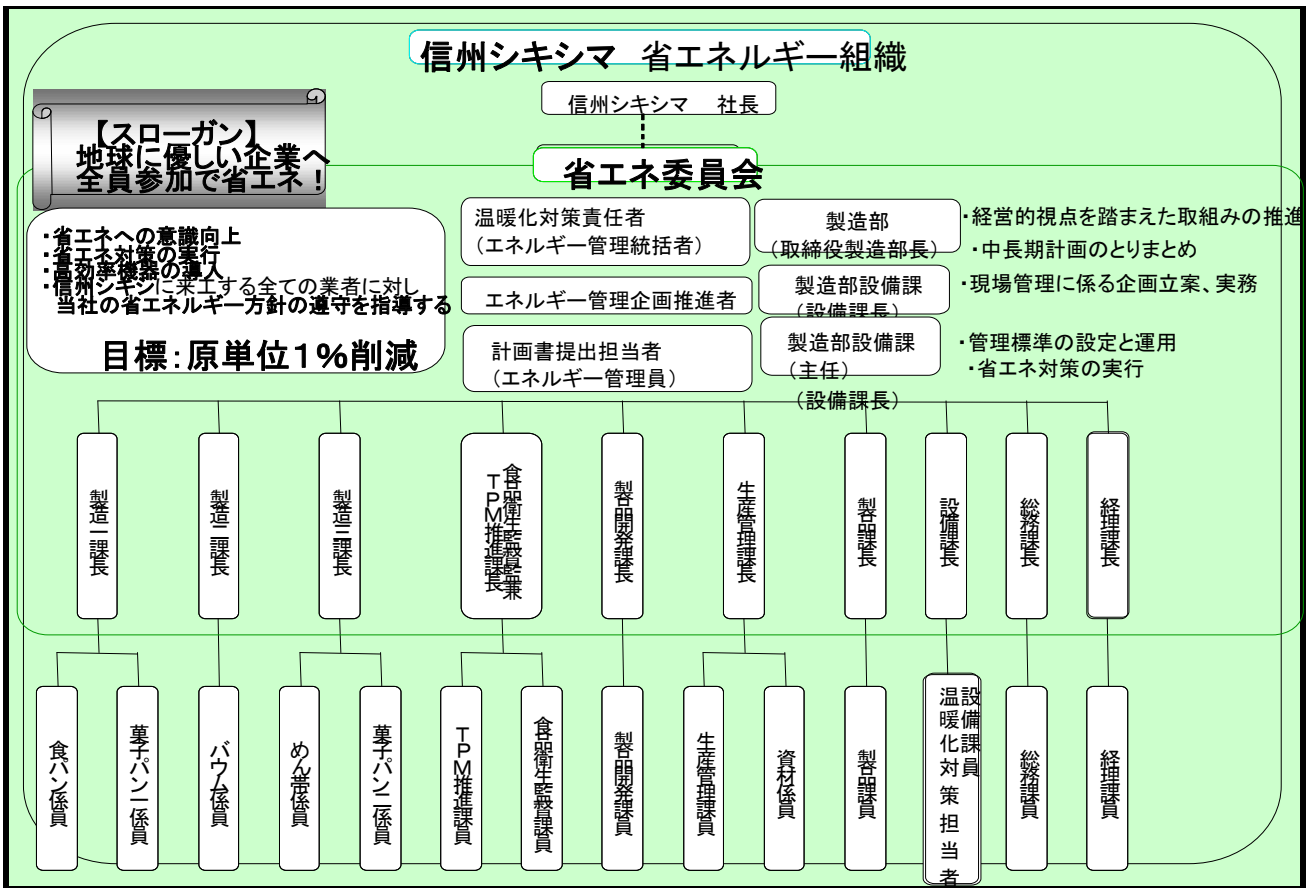 信州シキシマ 省エネルギー組織
信州シキシマ 社長
【スローガン】
地球に優しい企業へ
全員参加で省エネ！
省エネ委員会
・省エネへの意識向上
・省エネ対策の実行
・高効率機器の導入
・信州シキシに来工する全ての業者に対し
当社の省エネルギー方針の遵守を指導する
目標：原単位１％削減
温暖化対策責任者
（エネルギー管理統括者）
製造部
（取締役製造部長）
・経営的視点を踏まえた取組みの推進
・中長期計画のとりまとめ
エネルギー管理企画推進者
製造部設備課
（設備課長）
・現場管理に係る企画立案、実務
計画書提出担当者
（エネルギー管理員）
製造部設備課
（主任）
（設備課長）
・管理標準の設定と運用
・省エネ対策の実行
製造一課長
製造二課長
製造三課長
食品衛生監督員監兼
ＴＰＭ推進課長
製品開発課長
生産管理課長
製品課長
設備課長
総務課長
経理課長
食パン係員
菓子パン一係員
バウム係員
めん帯係員
菓子パン二係員
ＴＰＭ推進課員
食品衛生監督課員
製品開発課員
生産管理課員
資材係員
製品課員
設備課員
温暖化対策担当者
総務課員
経理課員